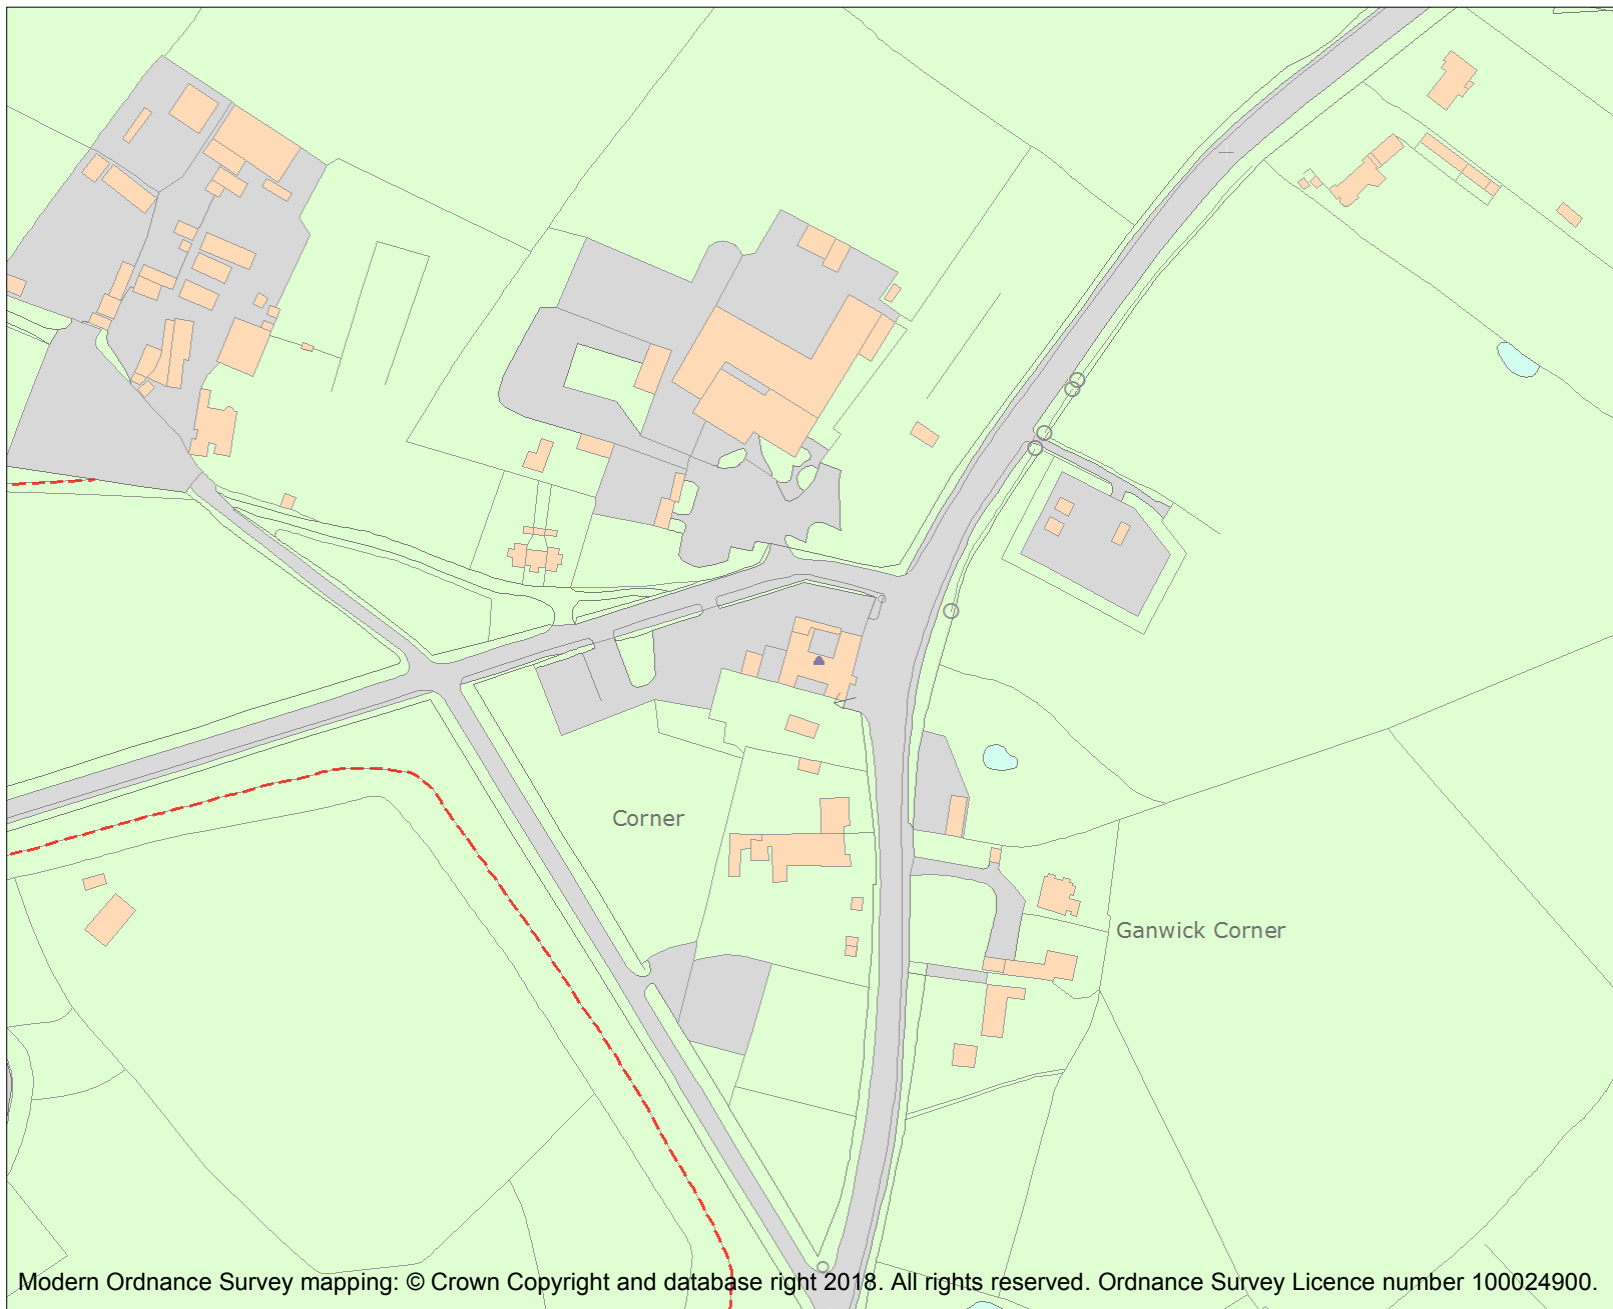 Corner
Ganwick Corner
Modern Ordnance Survey mapping: © Crown Copyright and database right 2018. All rights reserved. Ordnance Survey Licence number 100024900.